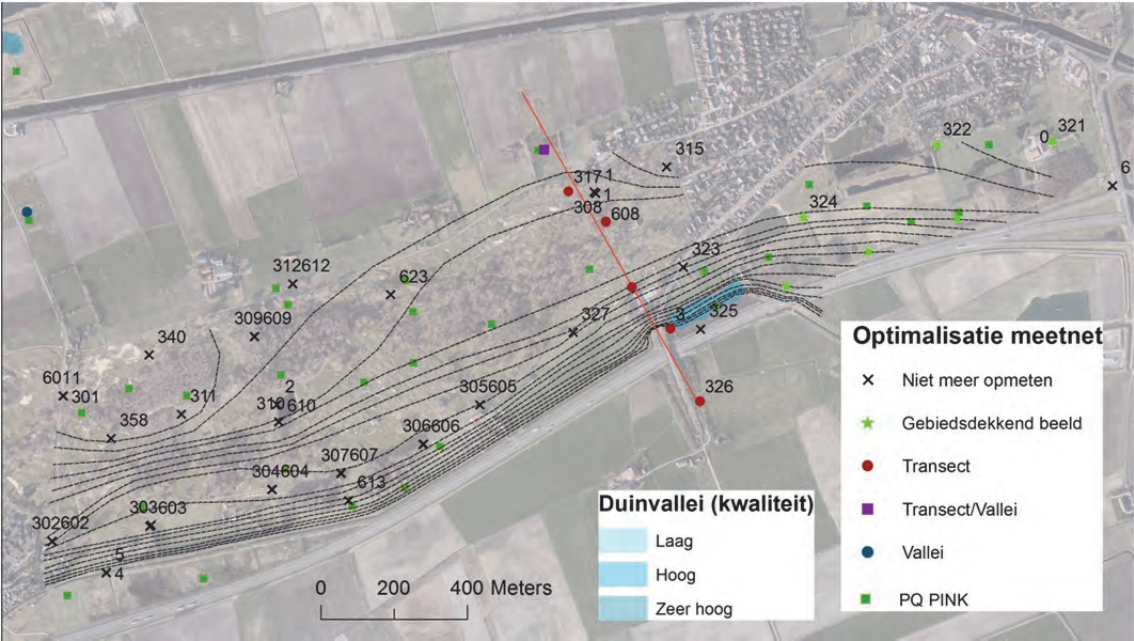 315
322
0
321
6
3171
1
308
608
324
312612
623
323
309609
327
3
325
340
6011
301
311
2
310
610
305605
326
358
306606
307607
304604
613
303603
302602
5
4
0 200 400 Meters
Duinvallei (kwaliteit)
Laag
Hoog
Zeer hoog
Optimalisatie meetnet
Niet meer opmeten
Gebiedsdekkend beeld
Transect
Transect/Vallei
Vallei
PQ PINK